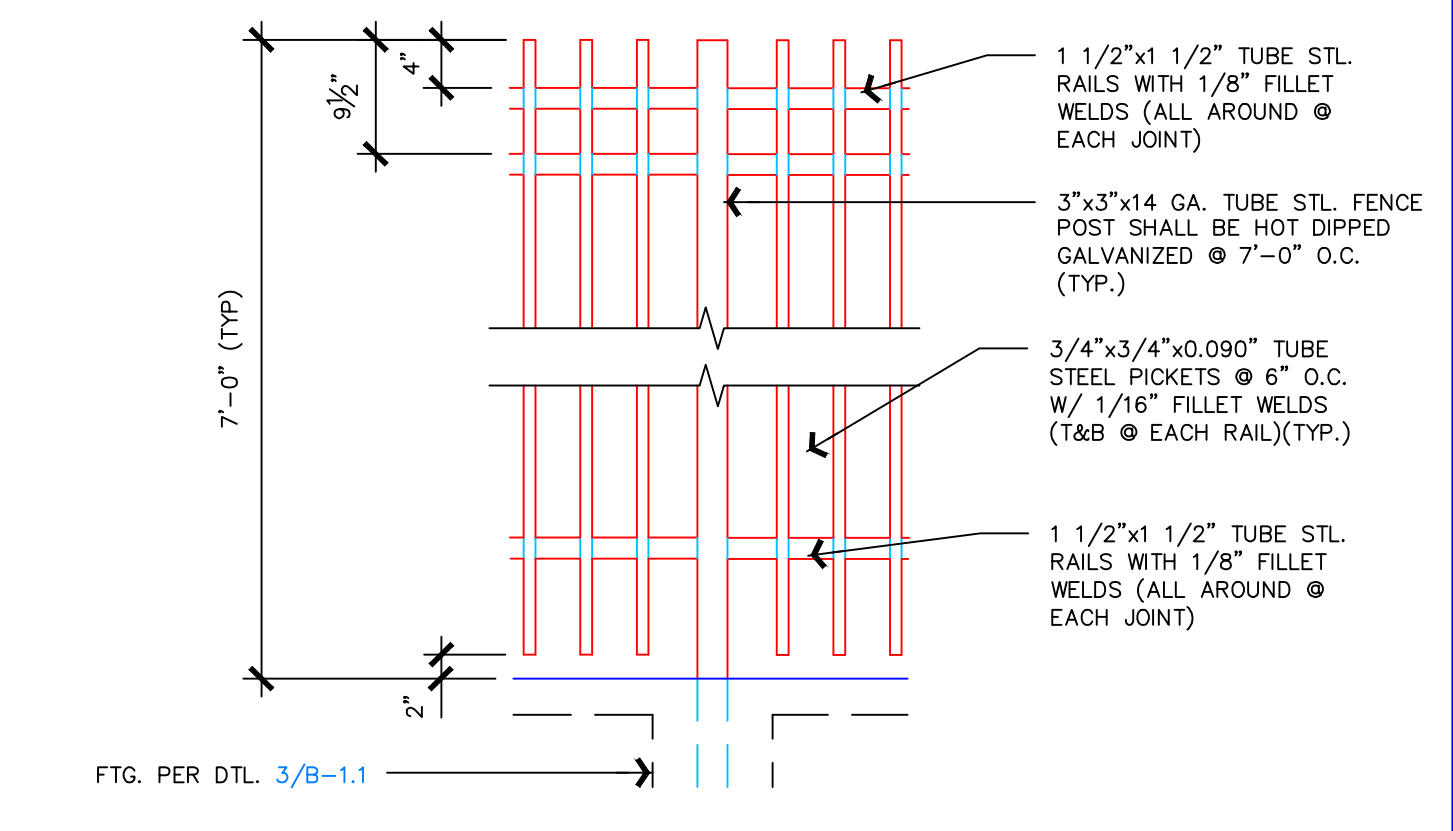 4"
9 1/2"
1 1/2"x1 1/2" TUBE STL.
RAILS WITH 1/8" FILLET
WELDS (ALL AROUND @
EACH JOINT)
3"x3"x14 GA. TUBE STL. FENCE
POST SHALL BE HOT DIPPED
GALVANIZED @ 7'-0" O.C.
(TYP.)
7'-0" (TYP)
3/4"x3/4"x0.090" TUBE
STEEL PICKETS @ 6" O.C.
W/ 1/16" FILLET WELDS
(T&B @ EACH RAIL)(TYP.)
1 1/2"x1 1/2" TUBE STL.
RAILS WITH 1/8" FILLET
WELDS (ALL AROUND @
EACH JOINT)
2"
FTG. PER DTL. 3/B-1.1